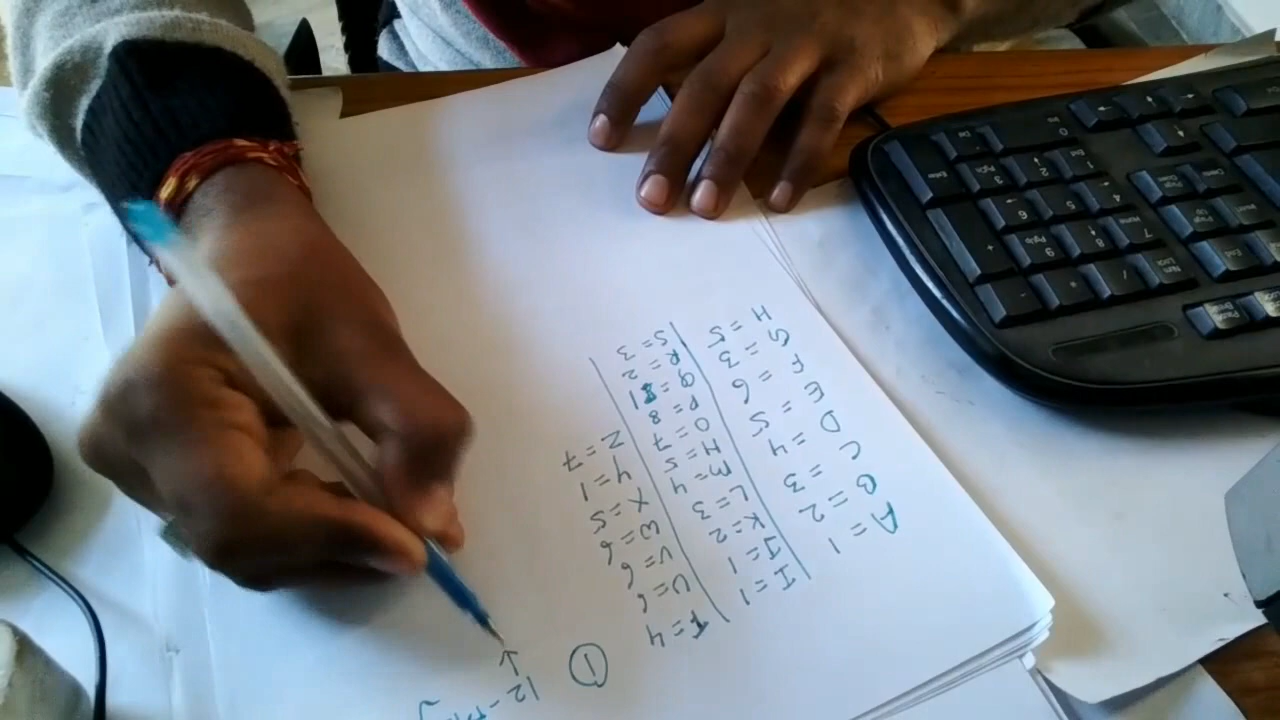 A = 1
B = 2
C = 3
D = 4
E = 5
F = 6
G = 3
H = 5
I = 1
J = 1
K = 2
L = 3
M = 4
N = 5
O = 7
P = 8
Q = 1
R = 2
S = 3
T = 4
U = 6
V = 6
W = 6
X = 5
Y = 1
Z = 7
①
12-